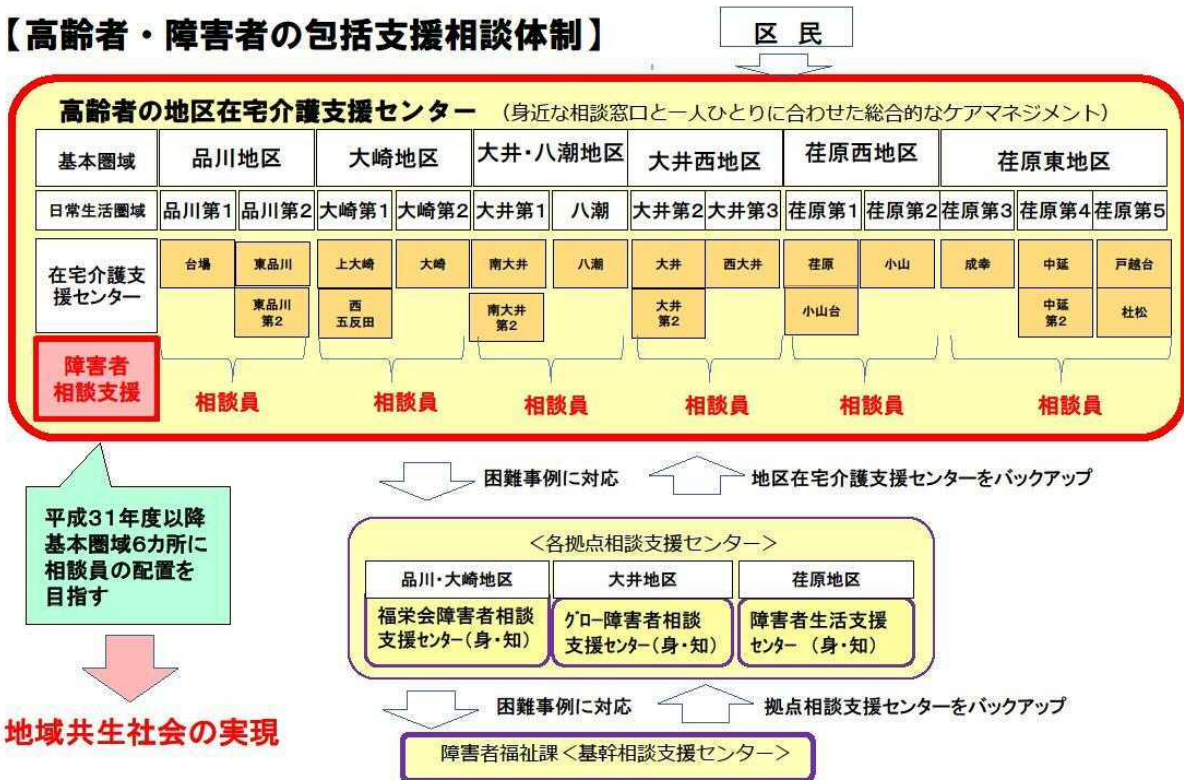 【高齢者・障害者の包括支援相談体制】
区 民
高齢者の地区在宅介護支援センター （身近な相談窓口と一人ひとりに合わせた総合的なケアマネジメント）
基本圏域 品川地区 大崎地区 大井・八潮地区 大井西地区 荏原西地区 荏原東地区
日常生活圏域 品川第1 品川第2 大崎第1 大崎第2 大井第1 八潮 大井第2 大井第3 荏原第1 荏原第2 荏原第3 荏原第4 荏原第5
在宅介護支
援センター
台場 東品川 上大崎 大崎 南大井 八潮 大井 西大井 荏原 小山 成幸 中延 戸越台
東品川
第2
西
五反田
南大井
第2
大井
第2
小山台
中延
第2
杜松
障害者
相談支援
相談員 相談員 相談員 相談員 相談員 相談員
困難事例に対応 地区在宅介護支援センターをバックアップ
平成31年度以降
基本圏域6カ所に
相談員の配置を
目指す
＜各拠点相談支援センター＞
品川・大崎地区 大井地区 荏原地区
福栄会障害者相談
支援ｾﾝﾀｰ（身・知）
ｸﾞﾛｰ障害者相談
支援ｾﾝﾀｰ（身・知）
障害者生活支援
ｾﾝﾀｰ （身・知）
困難事例に対応 拠点相談支援センターをバックアップ
地域共生社会の実現
障害者福祉課＜基幹相談支援センター＞